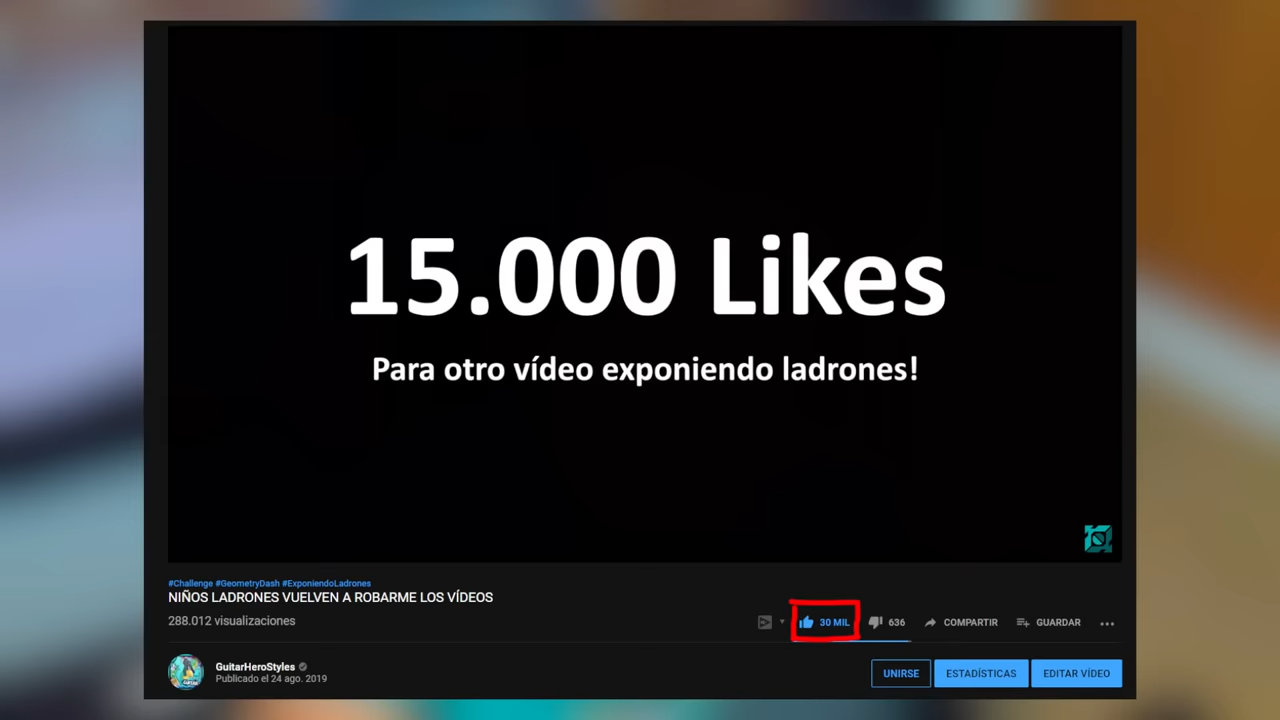 15.000 Likes
Para otro vídeo exponiendo ladrones!
#Challenge #GeometryDash #ExponiendoLadrones
NIÑOS LADRONES VUELVEN A ROBARME LOS VÍDEOS
288.012 visualizaciones
30 MIL
636
COMPARTIR
GUARDAR
GuitarHeroStyles
Publicado el 24 ago. 2019
UNIRSE
ESTADÍSTICAS
EDITAR VÍDEO